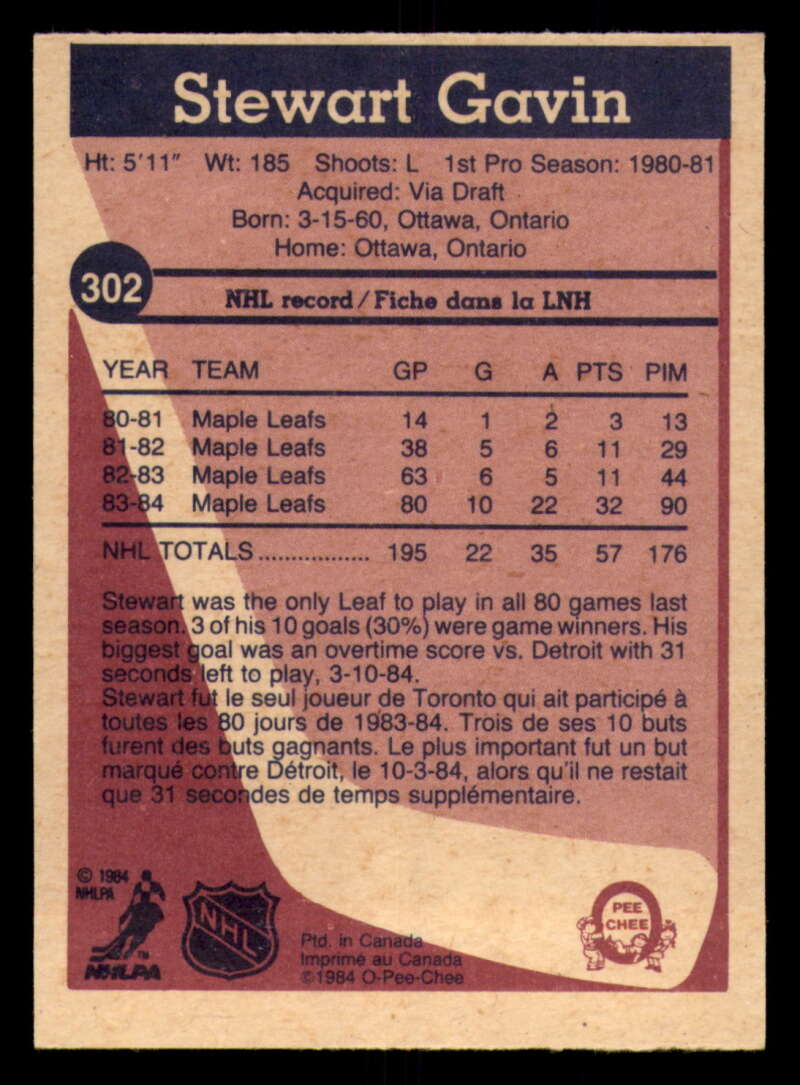 Stewart Gavin
Ht: 5'11" Wt: 185 Shoots: L 1st Pro Season: 1980-81
Acquired: Via Draft
Born: 3-15-60, Ottawa, Ontario
Home: Ottawa, Ontario
302
NHL record / Fiche dans la LNH
YEAR TEAM GP G A PTS PIM
80-81 Maple Leafs 14 1 2 3 13
81-82 Maple Leafs 38 5 6 11 29
82-83 Maple Leafs 63 6 5 11 44
83-84 Maple Leafs 80 10 22 32 90
NHL TOTALS................. 195 22 35 57 176
Stewart was the only Leaf to play in all 80 games last
season. 3 of his 10 goals (30%) were game winners. His
biggest goal was an overtime score vs. Detroit with 31
seconds left to play, 3-10-84.
Stewart fut le seul joueur de Toronto qui ait participé à
toutes les 80 jours de 1983-84. Trois de ses 10 buts
furent des buts gagnants. Le plus important fut un but
marqué contre Détroit, le 10-3-84, alors qu'il ne restait
que 31 secondes de temps supplémentaire.
© 1984
NHLPA
TM
NHLPA
NHL
Ptd. in Canada
Imprimé au Canada
©1984 O-Pee-Chee
PEE
CHEE